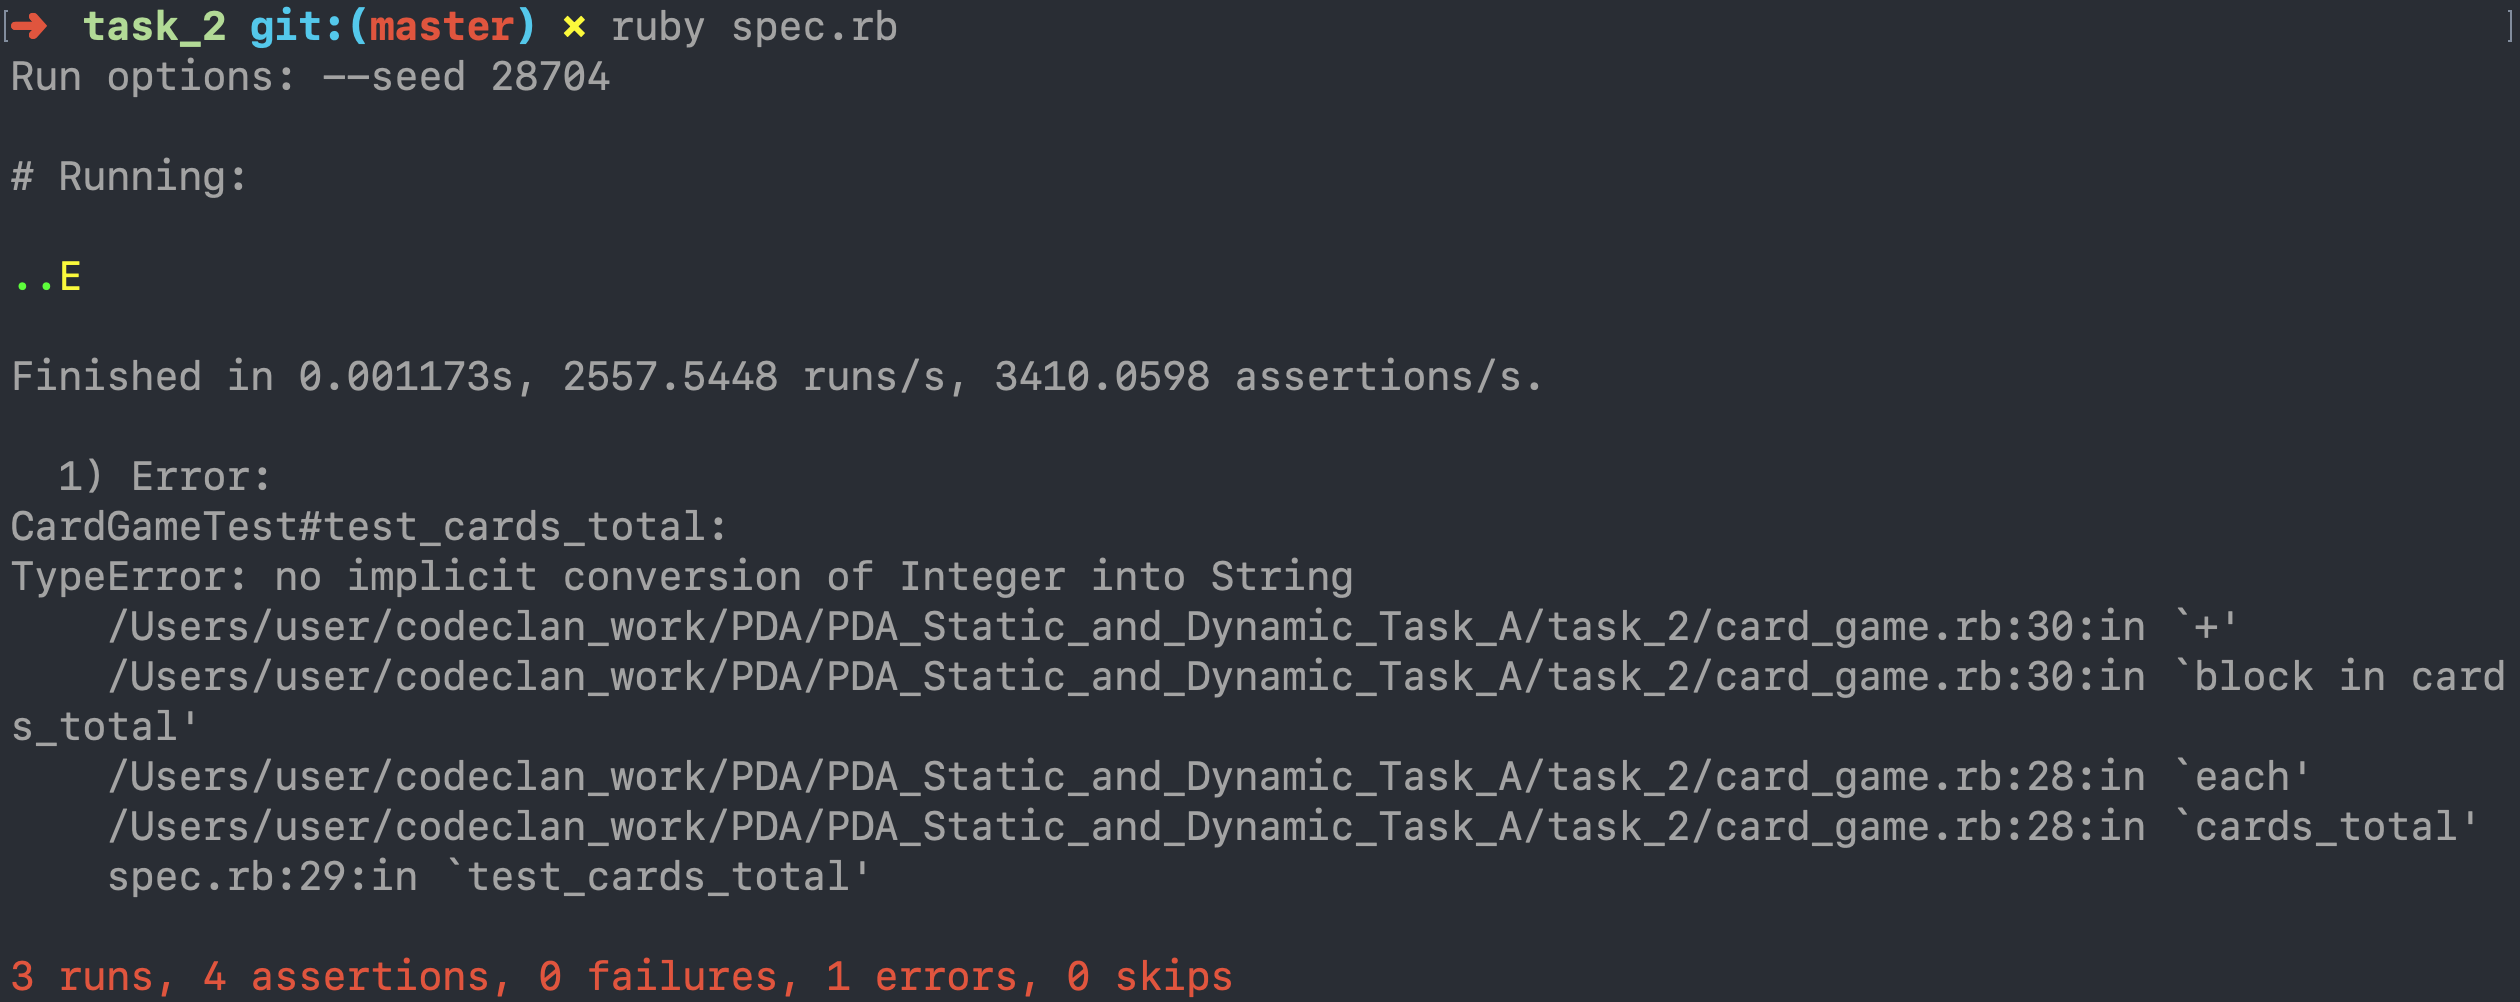 [➜  task_2 git:(master) ✗ ruby spec.rb ]
Run options: --seed 28704

# Running:

..E

Finished in 0.001173s, 2557.5448 runs/s, 3410.0598 assertions/s.

  1) Error:
CardGameTest#test_cards_total:
TypeError: no implicit conversion of Integer into String
    /Users/user/codeclan_work/PDA/PDA_Static_and_Dynamic_Task_A/task_2/card_game.rb:30:in `+'
    /Users/user/codeclan_work/PDA/PDA_Static_and_Dynamic_Task_A/task_2/card_game.rb:30:in `block in card
s_total'
    /Users/user/codeclan_work/PDA/PDA_Static_and_Dynamic_Task_A/task_2/card_game.rb:28:in `each'
    /Users/user/codeclan_work/PDA/PDA_Static_and_Dynamic_Task_A/task_2/card_game.rb:28:in `cards_total'
    spec.rb:29:in `test_cards_total'

3 runs, 4 assertions, 0 failures, 1 errors, 0 skips